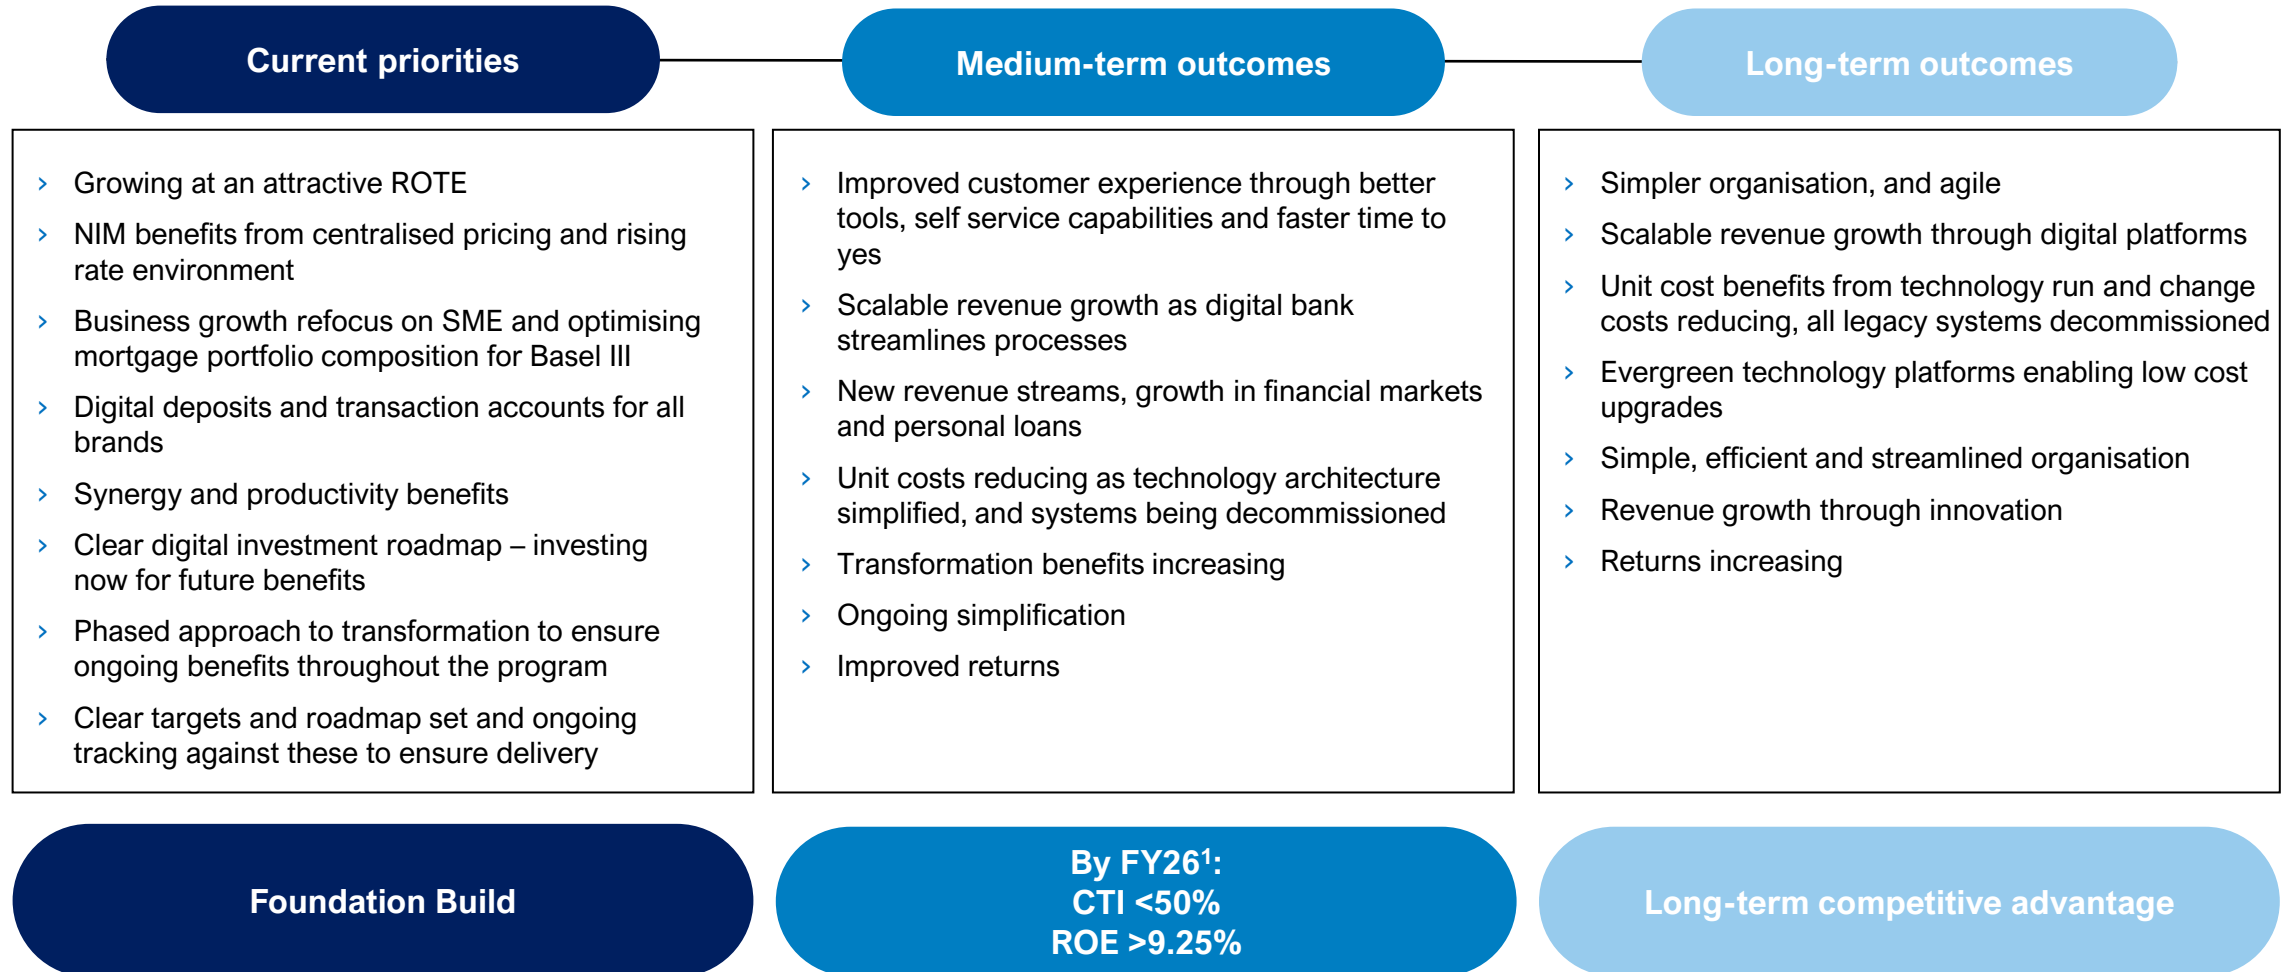 Current priorities
Medium-term outcomes
Long-term outcomes
› Growing at an attractive ROTE
› NIM benefits from centralised pricing and rising
rate environment
› Business growth refocus on SME and optimising
mortgage portfolio composition for Basel III
› Digital deposits and transaction accounts for all
brands
› Synergy and productivity benefits
› Clear digital investment roadmap – investing
now for future benefits
› Phased approach to transformation to ensure
ongoing benefits throughout the program
› Clear targets and roadmap set and ongoing
tracking against these to ensure delivery
› Improved customer experience through better
tools, self service capabilities and faster time to
yes
› Scalable revenue growth as digital bank
streamlines processes
› New revenue streams, growth in financial markets
and personal loans
› Unit costs reducing as technology architecture
simplified, and systems being decommissioned
› Transformation benefits increasing
› Ongoing simplification
› Improved returns
› Simpler organisation, and agile
› Scalable revenue growth through digital platforms
› Unit cost benefits from technology run and change
costs reducing, all legacy systems decommissioned
› Evergreen technology platforms enabling low cost
upgrades
› Simple, efficient and streamlined organisation
› Revenue growth through innovation
› Returns increasing
Foundation Build
By FY26¹:
CTI <50%
ROE >9.25%
Long-term competitive advantage